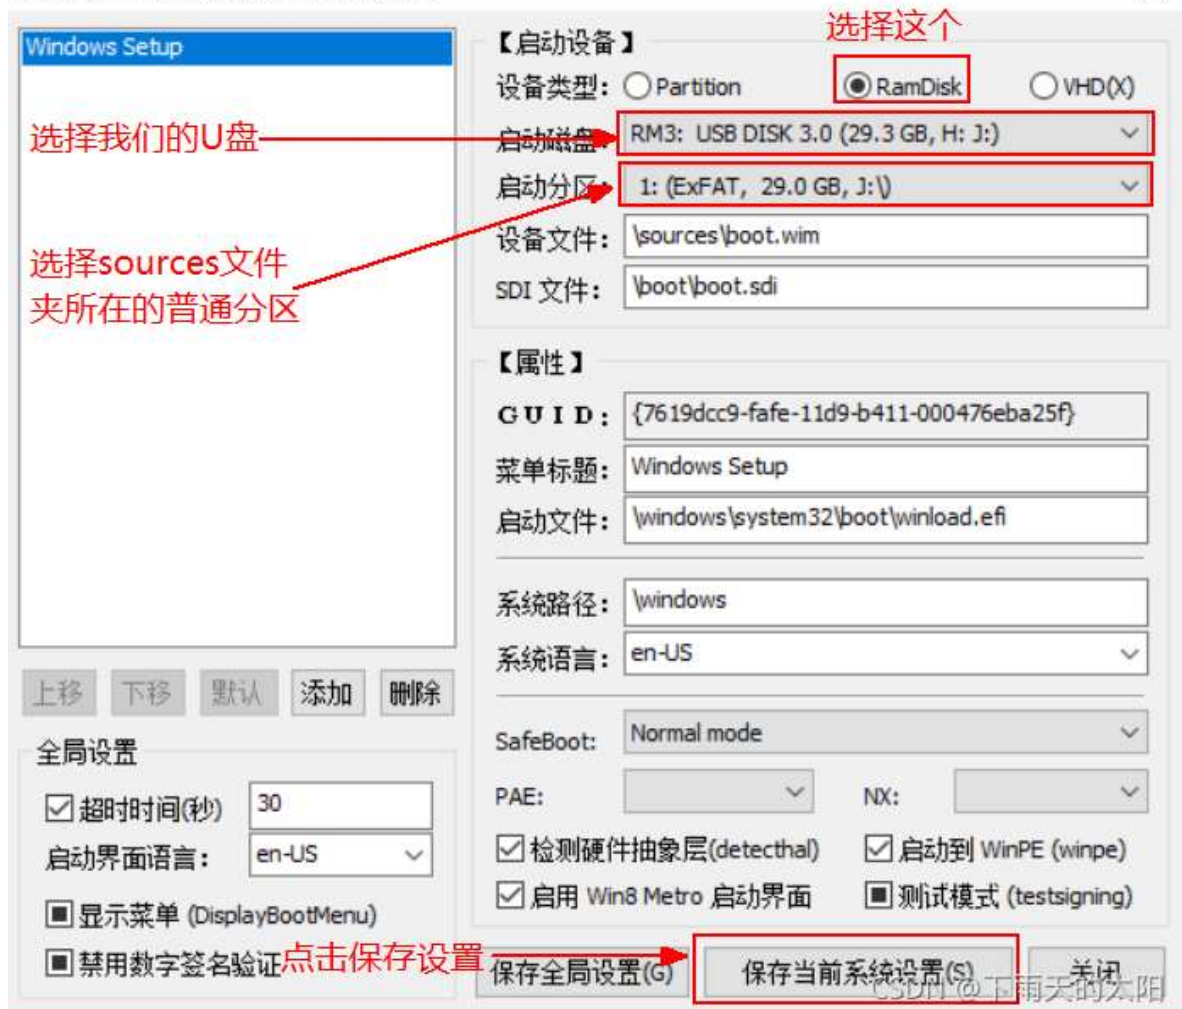 选择这个
Windows Setup
【启动设备】
设备类型:
Partition
RamDisk
VHD(X)
选择我们的U盘
启动磁盘:
RM3: USB DISK 3.0 (29.3 GB, H: J:)
启动分区:
1: (ExFAT, 29.0 GB, J:\)
设备文件:
\sources\boot.wim
选择sources文件
夹所在的普通分区
SDI 文件:
\boot\boot.sdi
【属性】
GUID:
{7619dcc9-fafe-11d9-b411-000476eba25f}
菜单标题:
Windows Setup
启动文件:
\windows\system32\boot\winload.efi
系统路径:
\windows
系统语言:
en-US
上移
下移
默认
添加
删除
SafeBoot:
Normal mode
全局设置
PAE:
NX:
超时时间(秒)
30
启动界面语言:
en-US
检测硬件抽象层(detecthal)
启动到 WinPE (winpe)
启用 Win8 Metro 启动界面
测试模式 (testsigning)
显示菜单 (DisplayBootMenu)
禁用数字签名验证
点击保存设置
保存全局设置(G)
保存当前系统设置(S)
关闭
CSDN @下雨天的太阳